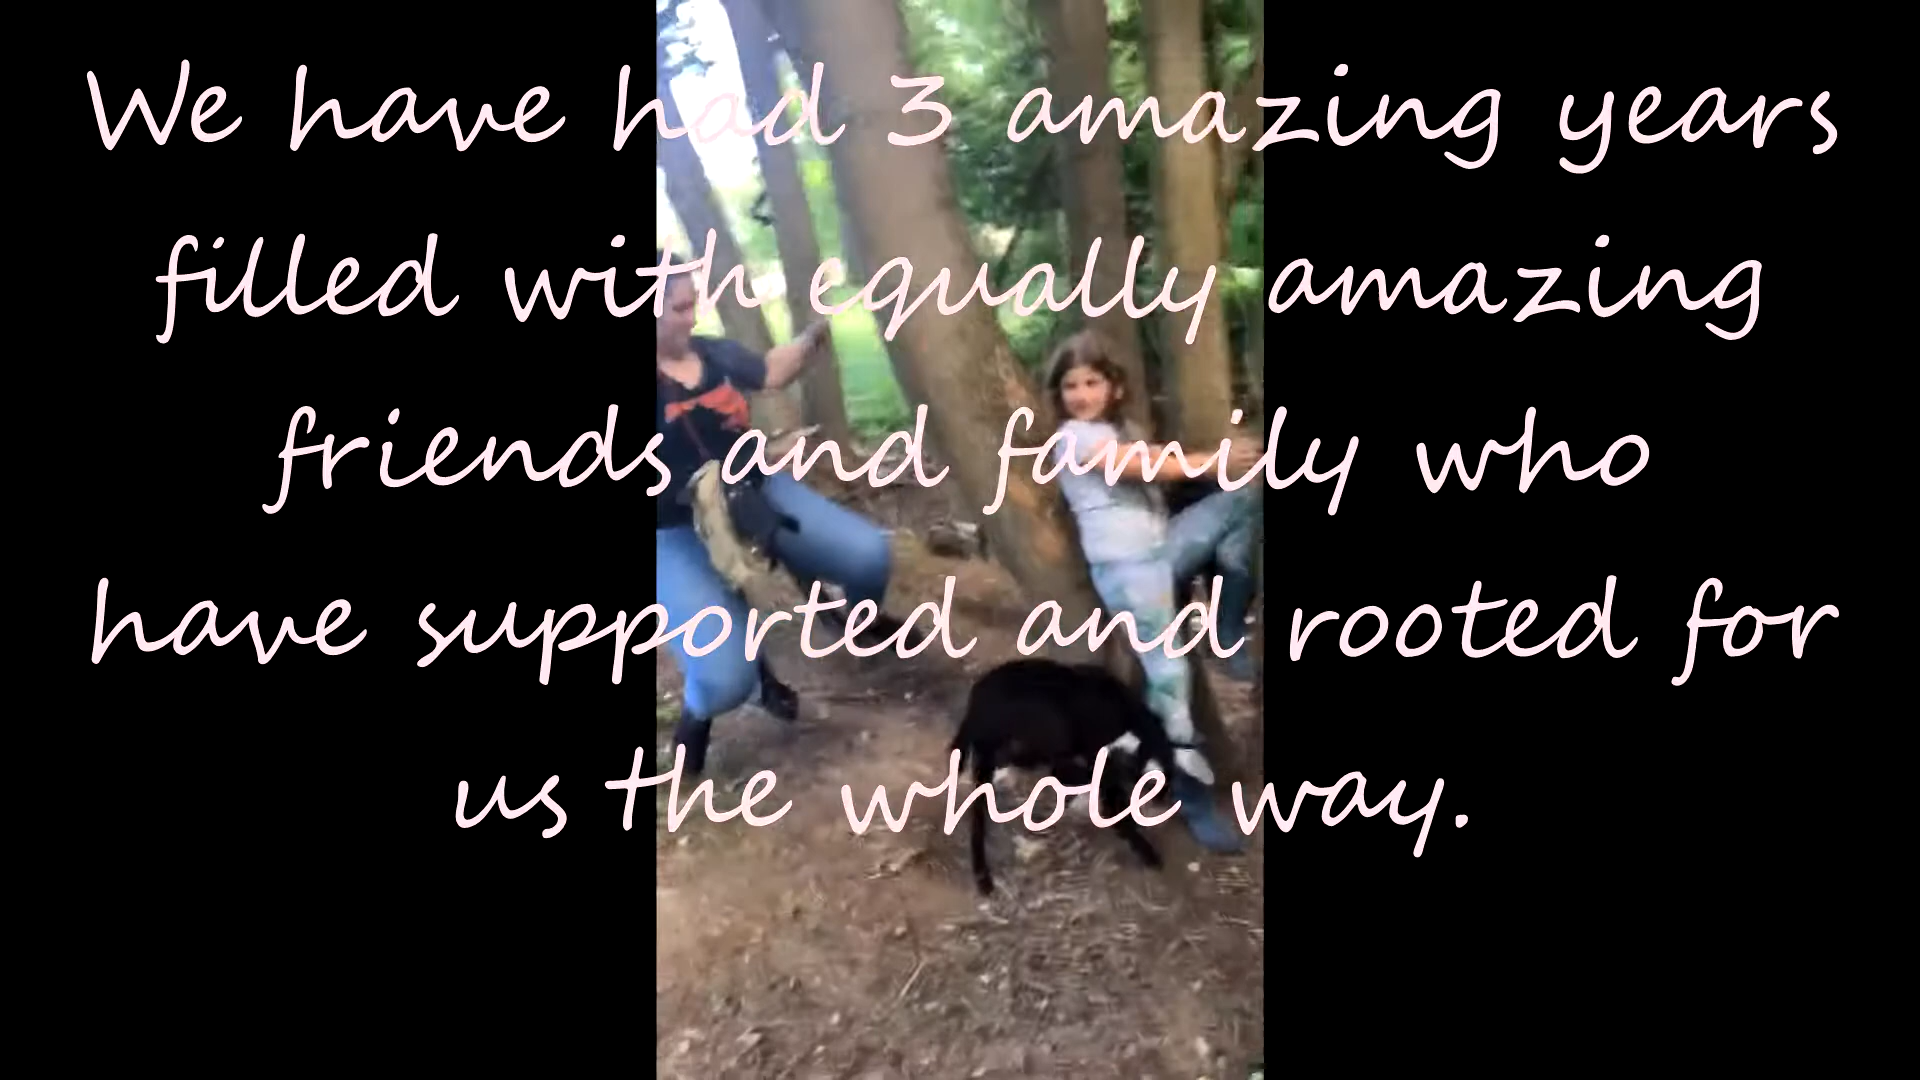 We have had 3 amazing years
filled with equally amazing
friends and family who
have supported and rooted for
us the whole way.